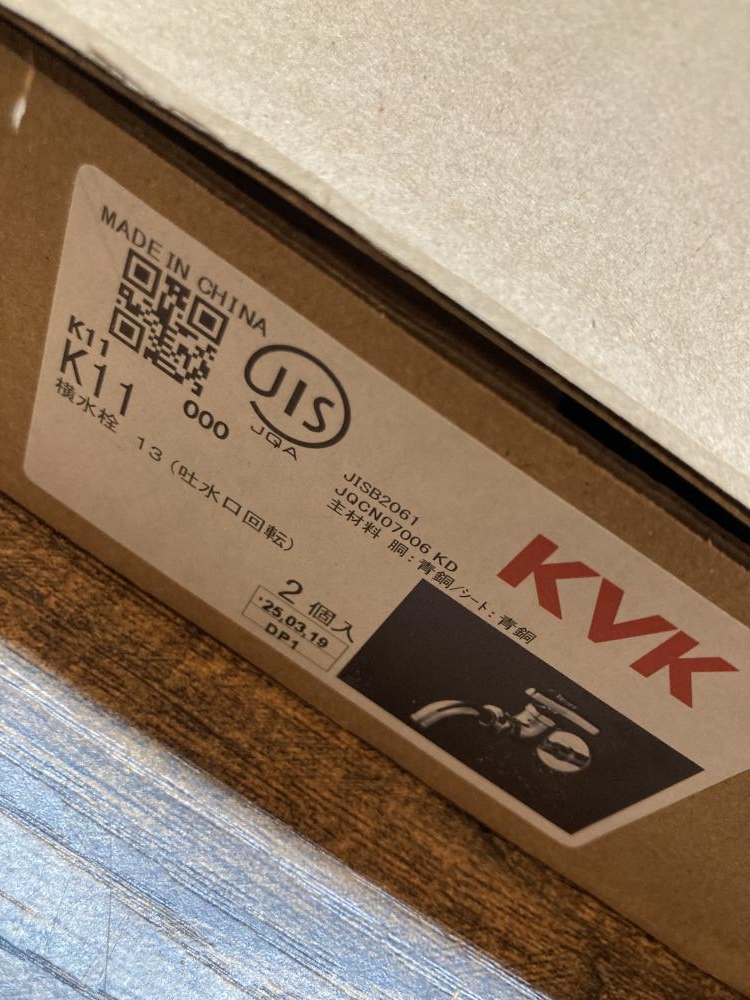 MADE IN CHINA
K11
K11
000
JIS
JQA
横水栓
13（吐水口回転）
JISB2061
JQCN07006 KD
主材料 胴：青銅/シート：青銅
2 個入
'25.03.19
DP1
KVK